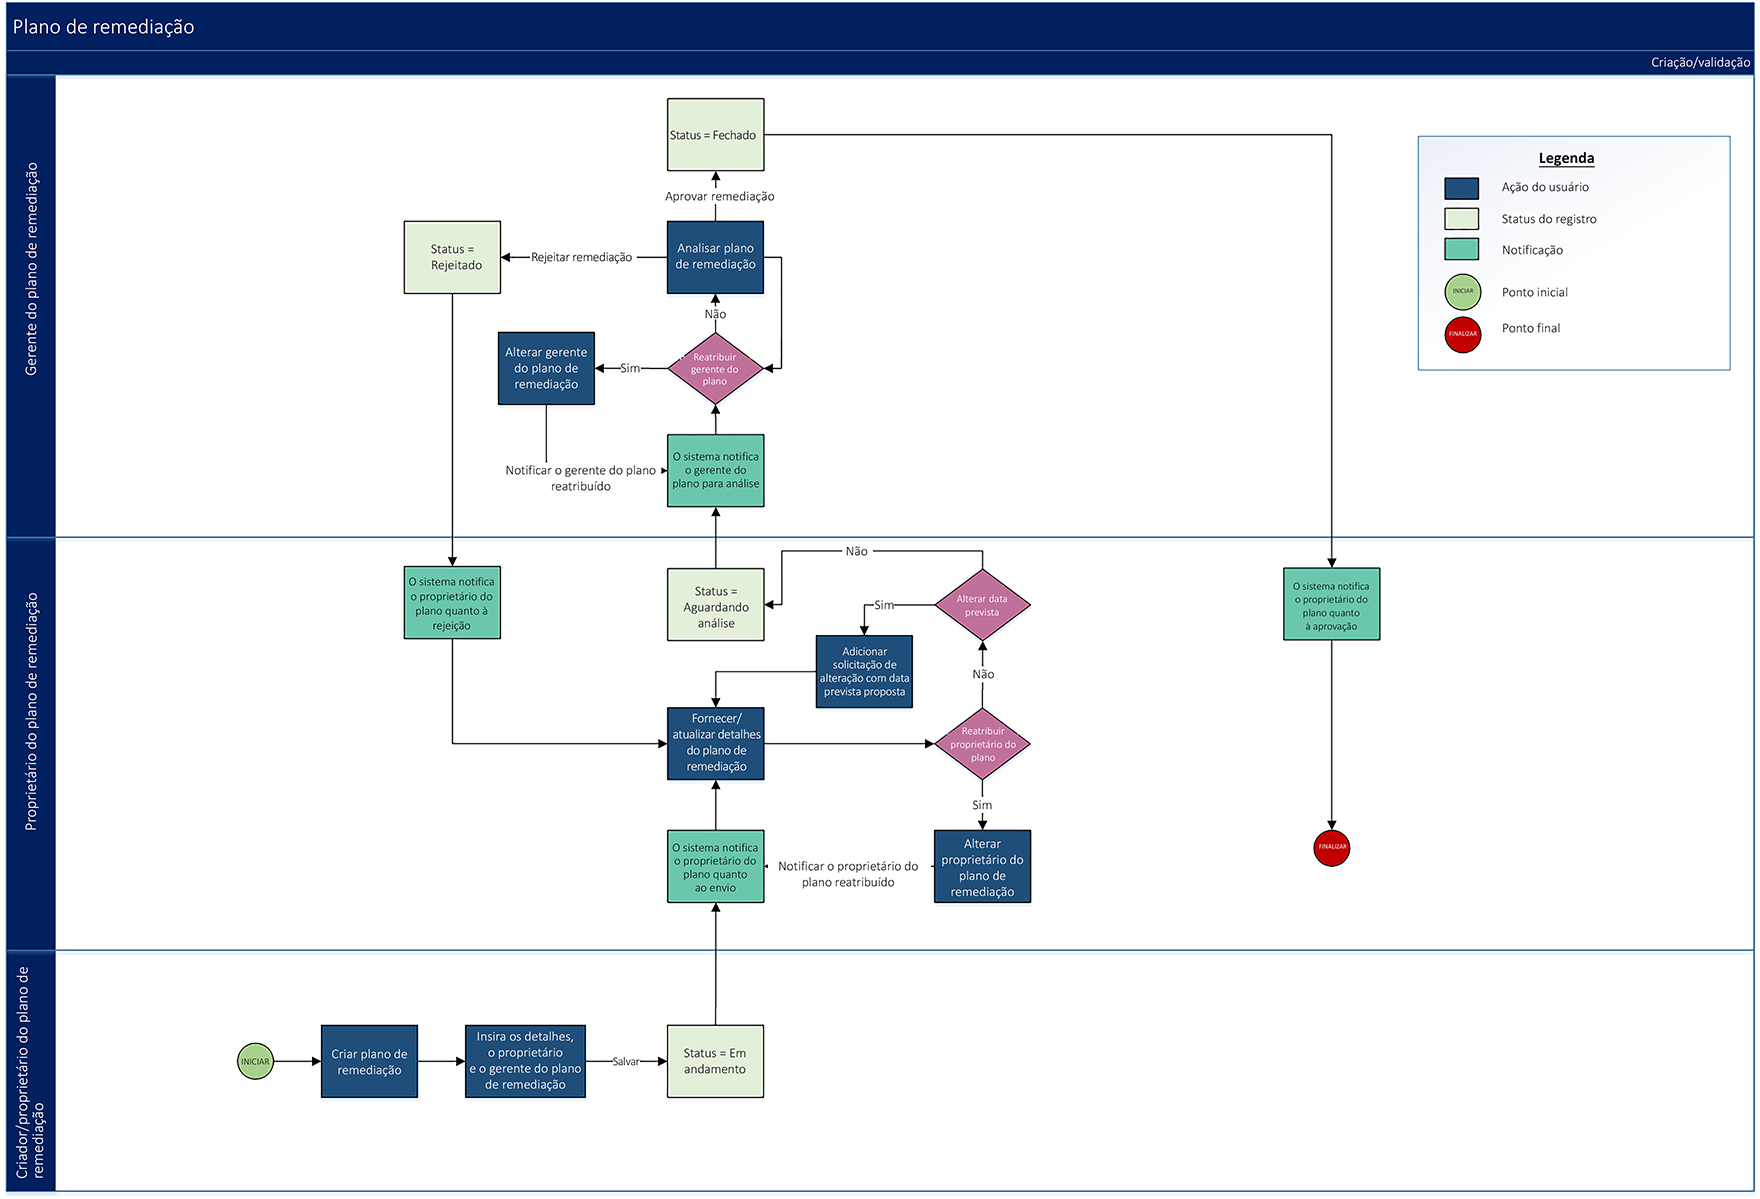 Plano de remediação
Criação/validação
Gerente do plano de remediação
Status = Fechado
Aprovar remediação
Status =
Rejeitado
Rejeitar remediação
Analisar plano
de remediação
Não
Alterar gerente
do plano de
remediação
Sim
Reatribuir
gerente do
plano
Notificar o gerente do plano
reatribuído
O sistema notifica
o gerente do
plano para análise
Legenda
Ação do usuário
Status do registro
Notificação
INICIAR
Ponto inicial
FINALIZAR
Ponto final
Proprietário do plano de remediação
O sistema notifica
o proprietário do
plano quanto à
rejeição
Status =
Aguardando
análise
Não
Sim
Alterar data
prevista
Adicionar
solicitação de
alteração com data
prevista proposta
Não
Fornecer/
atualizar detalhes
do plano de
remediação
Reatribuir
proprietário do
plano
Sim
O sistema notifica
o proprietário do
plano quanto
ao envio
Notificar o proprietário do
plano reatribuído
Alterar
proprietário do
plano de
remediação
O sistema notifica
o proprietário do
plano quanto
à aprovação
FINALIZAR
Criador/proprietário do plano de
remediação
INICIAR
Criar plano de
remediação
Insira os detalhes,
o proprietário
e o gerente do plano
de remediação
Salvar
Status = Em
andamento